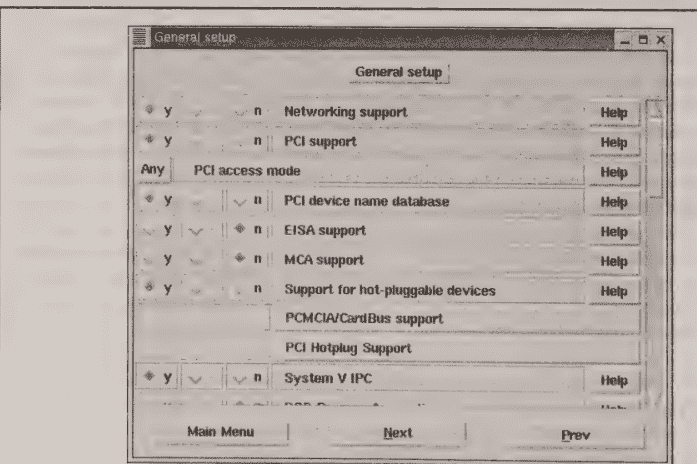 General setup
General setup
y n Networking support Help
y n PCI support Help
Any PCI access mode Help
y n PCI device name database Help
y n EISA support Help
y n MCA support Help
y n Support for hot-pluggable devices Help
PCMCIA/CardBus support
PCI Hotplug Support
y n System V IPC Help
Main Menu Next Prev